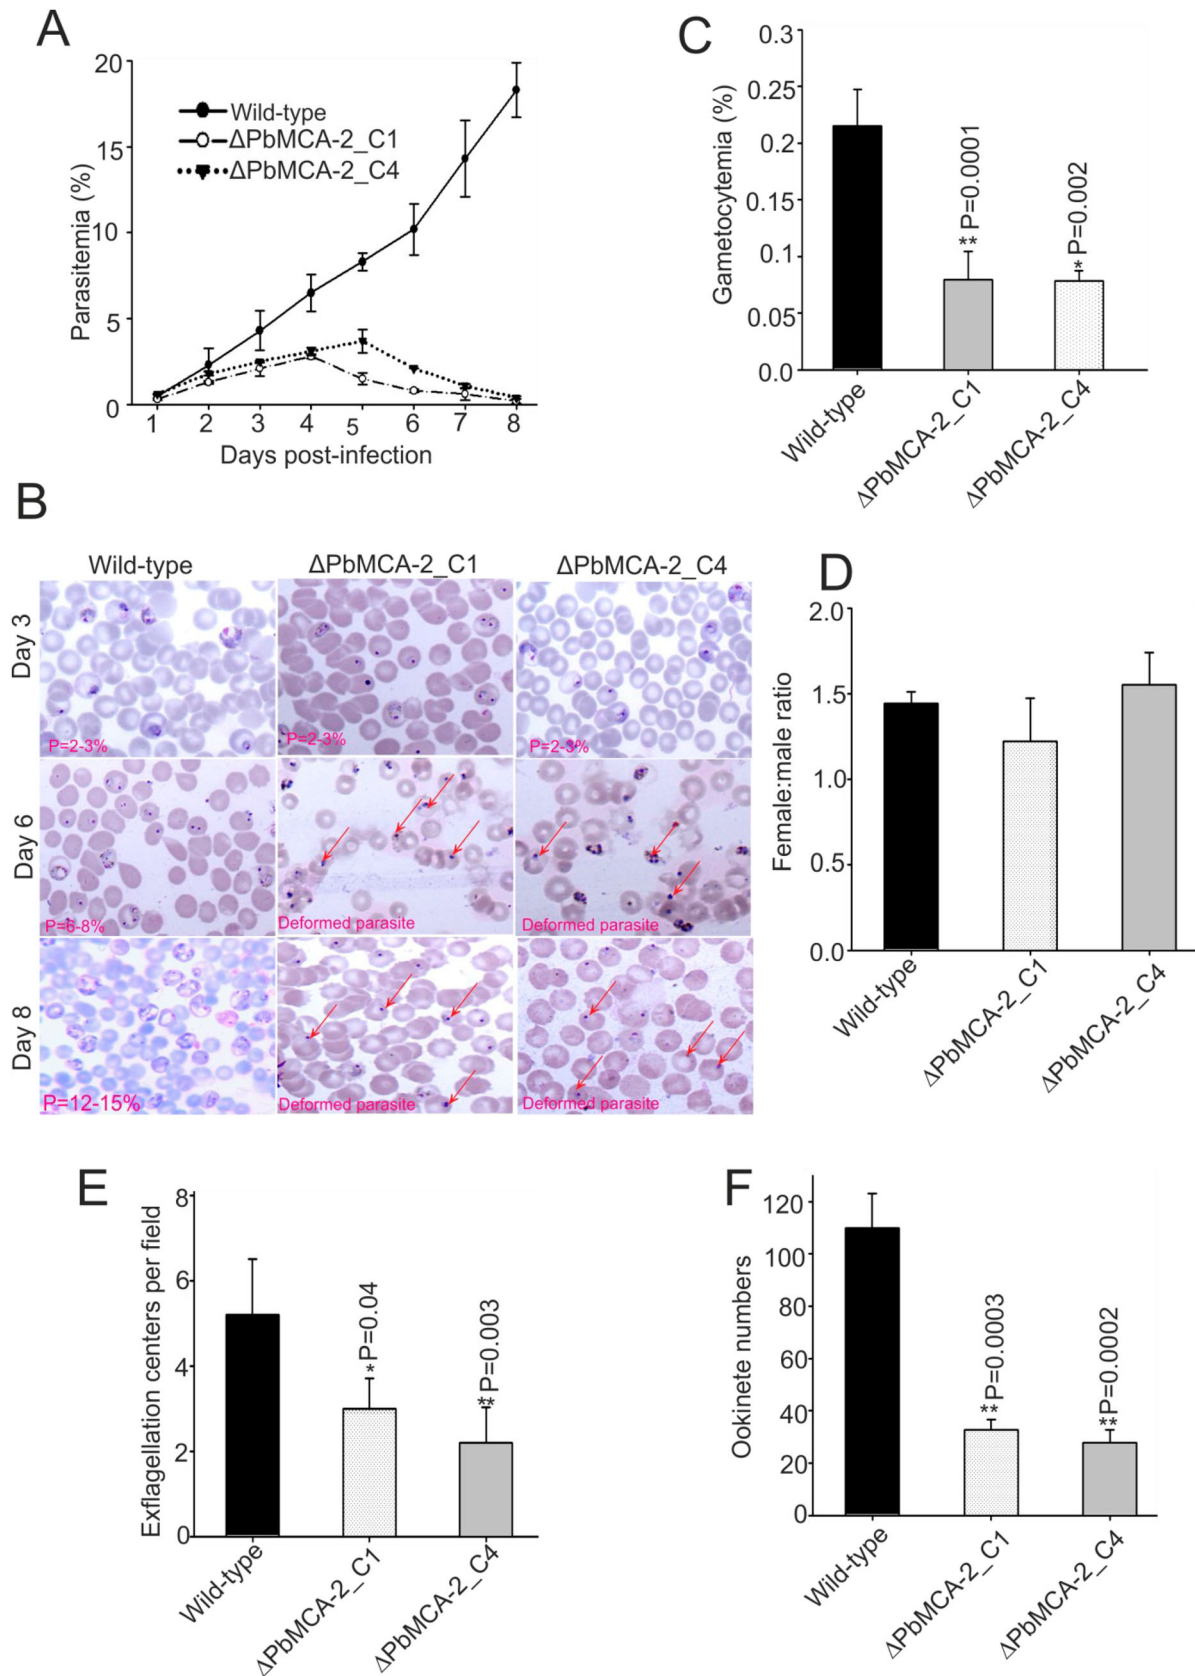 A
20
15
10
5
0
Parasitemia (%)
Wild-type
ΔPbMCA-2_C1
ΔPbMCA-2_C4
1 2 3 4 5 6 7 8
Days post-infection
B
Wild-type ΔPbMCA-2_C1 ΔPbMCA-2_C4
Day 3
P=2-3% P=2-3% P=2-3%
Day 6
P=6-8% Deformed parasite Deformed parasite
Day 8
P=12-15% Deformed parasite Deformed parasite
C
0.3
0.25
0.2
0.15
0.1
0.05
0.0
Gametocytemia (%)
** P=0.0001
* P=0.002
Wild-type
ΔPbMCA-2_C1
ΔPbMCA-2_C4
D
2.0
1.5
1.0
0.5
0.0
Female:male ratio
Wild-type
ΔPbMCA-2_C1
ΔPbMCA-2_C4
E
8
6
4
2
0
Exflagellation centers per field
*P=0.04
**P=0.003
Wild-type
ΔPbMCA-2_C1
ΔPbMCA-2_C4
F
120
100
80
60
40
20
0
Ookinete numbers
**P=0.0003
**P=0.0002
Wild-type
ΔPbMCA-2_C1
ΔPbMCA-2_C4